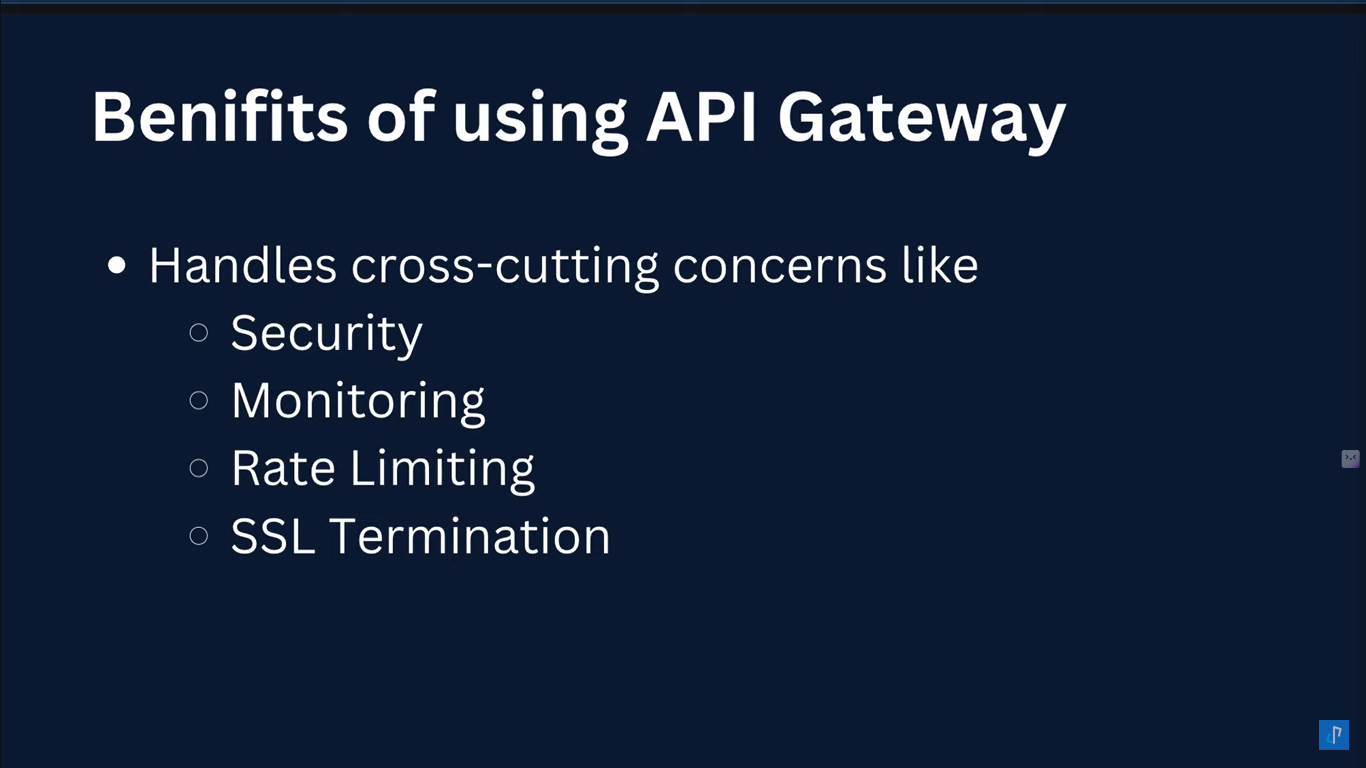 Benifits of using API Gateway
Handles cross-cutting concerns like
Security
Monitoring
Rate Limiting
SSL Termination